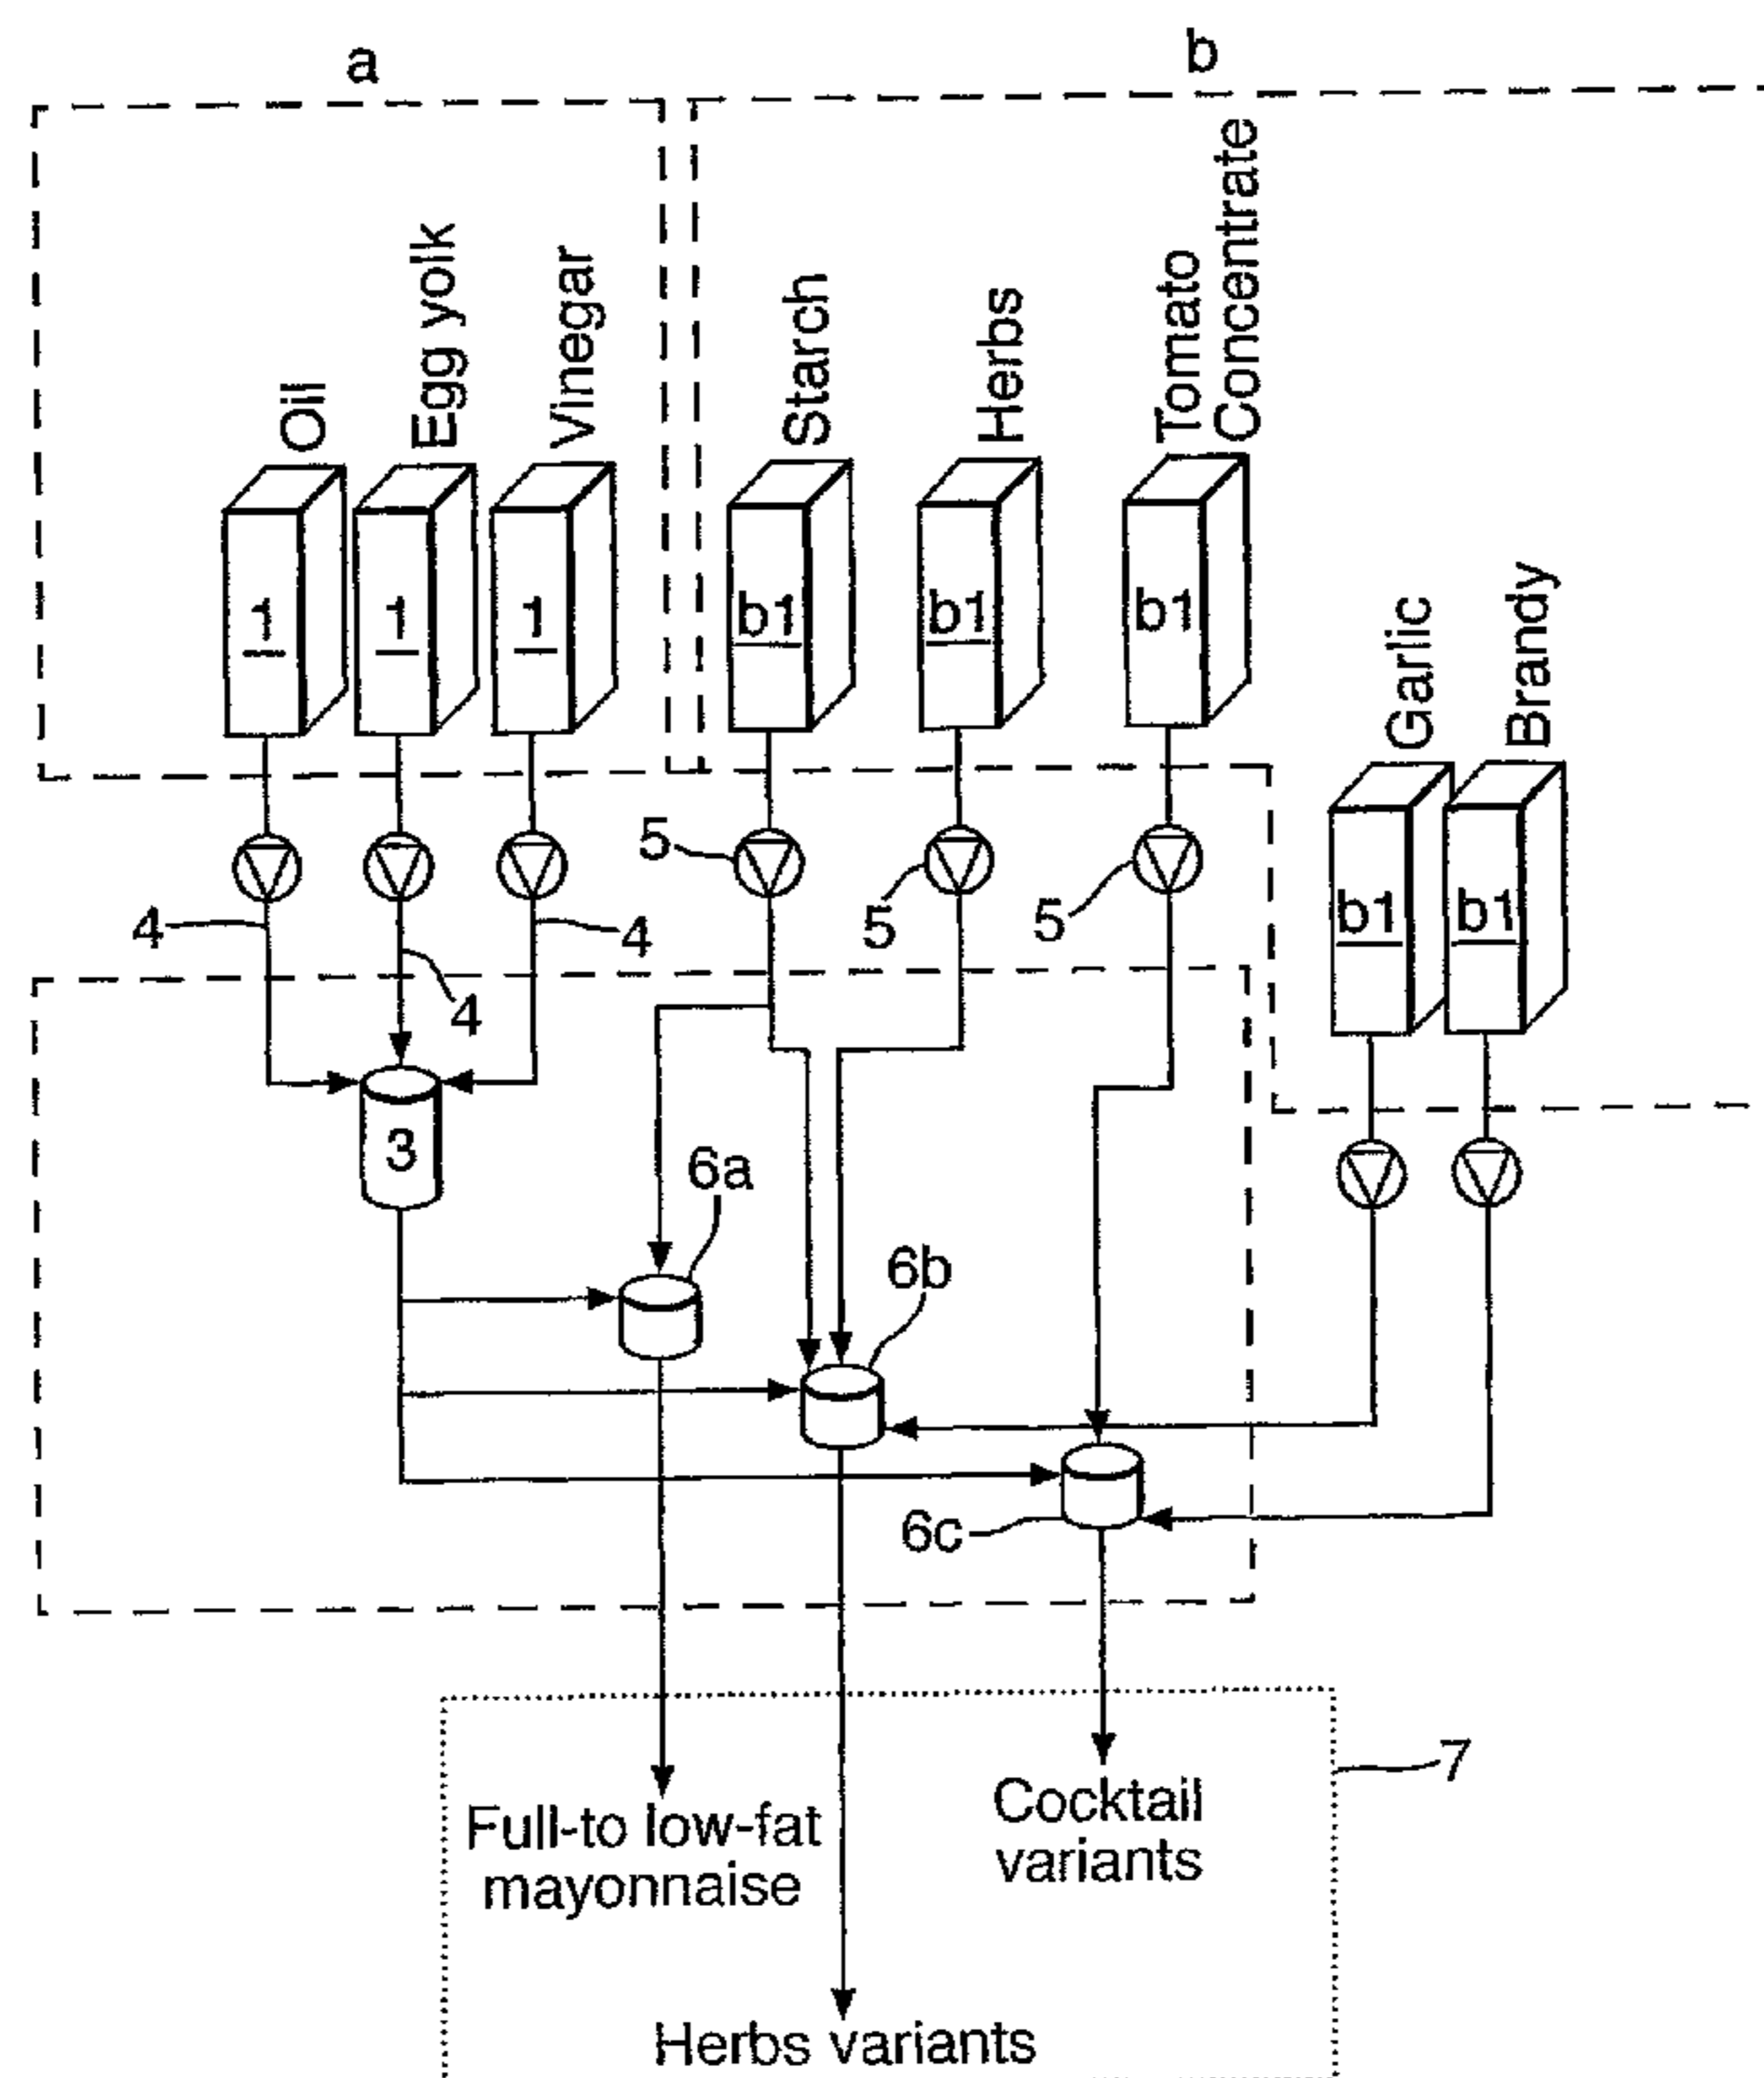 a
b
Oil
Egg yolk
Vinegar
Starch
Herbs
Tomato
Concentrate
Garlic
Brandy
1
1
1
b1
b1
b1
b1
b1
5
5
5
4
4
4
3
6a
6b
6c
7
Full-to low-fat
mayonnaise
Cocktail
variants
Herbs variants